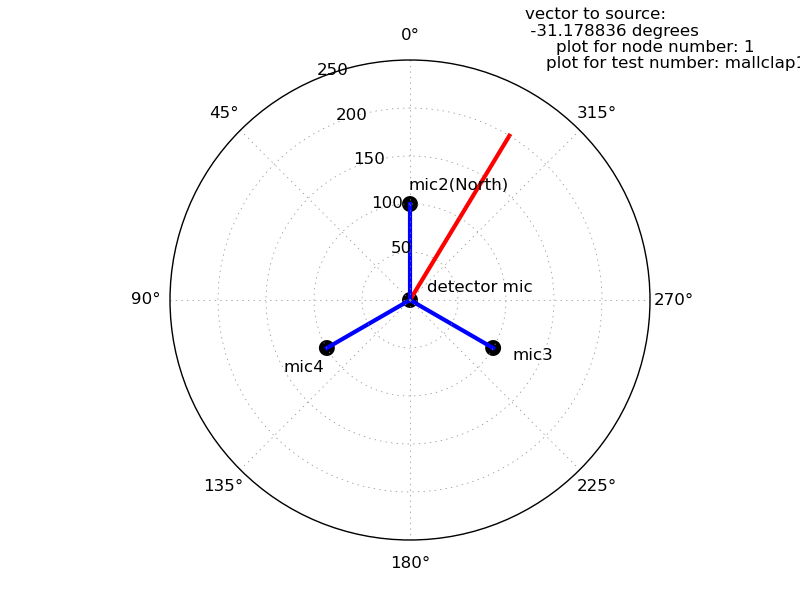 vector to source:
-31.178836 degrees
plot for node number: 1
plot for test number: mallclap1
0°
250
45°
200
315°
150
mic2(North)
100
50
detector mic
90°
270°
mic3
mic4
135°
225°
180°